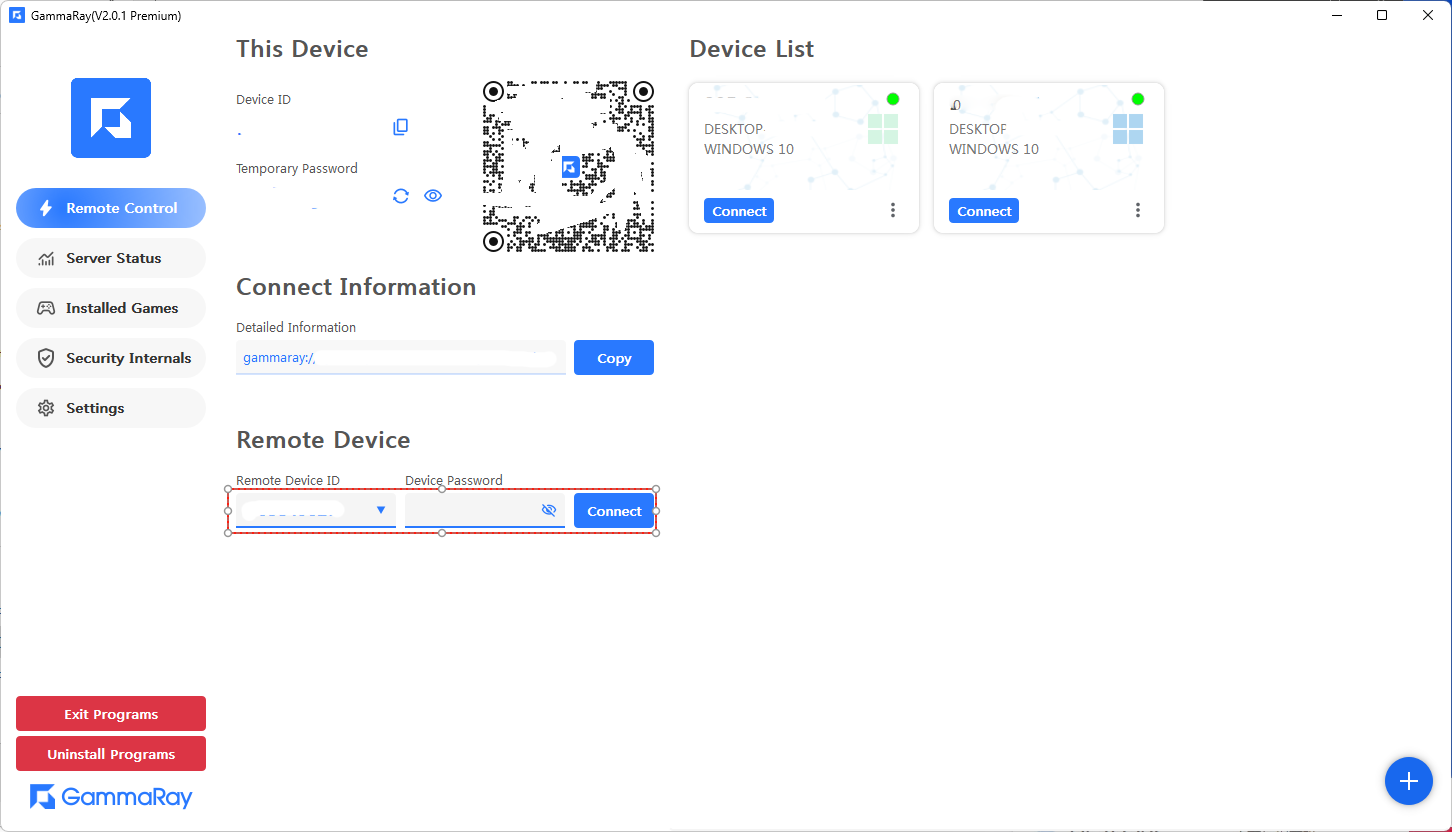 GammaRay(V2.0.1 Premium)
Remote Control
Server Status
Installed Games
Security Internals
Settings
Exit Programs
Uninstall Programs
GammaRay
This Device
Device ID
Temporary Password
Connect Information
Detailed Information
gammaray:/
Copy
Remote Device
Remote Device ID
Device Password
Connect
Device List
DESKTOP
WINDOWS 10
Connect
0
DESKTOF
WINDOWS 10
Connect